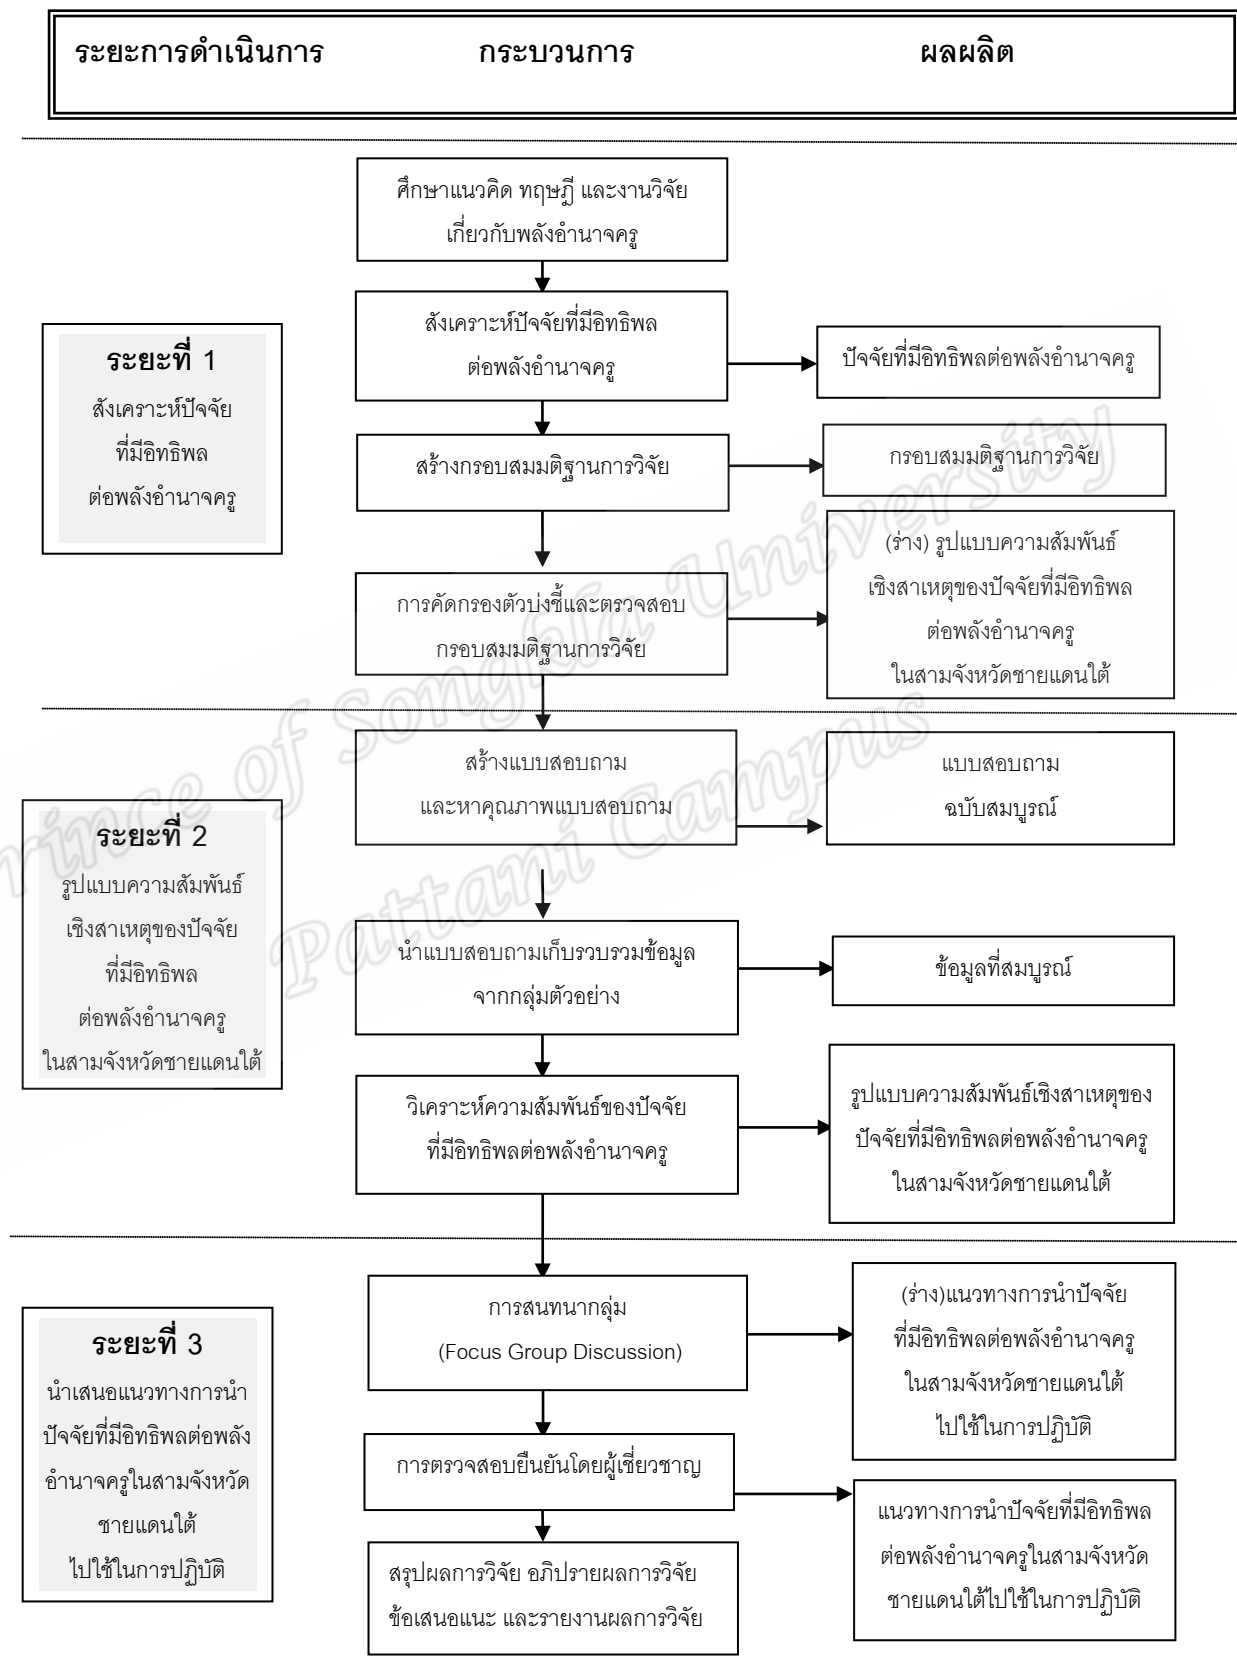 ระยะการดำเนินการ กระบวนการ ผลผลิต
ศึกษาแนวคิด ทฤษฎี และงานวิจัย
เกี่ยวกับพลังอำนาจครู
ระยะที่ 1
สังเคราะห์ปัจจัย
ที่มีอิทธิพล
ต่อพลังอำนาจครู
สังเคราะห์ปัจจัยที่มีอิทธิพล
ต่อพลังอำนาจครู
ปัจจัยที่มีอิทธิพลต่อพลังอำนาจครู
สร้างกรอบสมมติฐานการวิจัย
กรอบสมมติฐานการวิจัย
การคัดกรองตัวบ่งชี้และตรวจสอบ
กรอบสมมติฐานการวิจัย
(ร่าง) รูปแบบความสัมพันธ์
เชิงสาเหตุของปัจจัยที่มีอิทธิพล
ต่อพลังอำนาจครู
ในสามจังหวัดชายแดนใต้
ระยะที่ 2
รูปแบบความสัมพันธ์
เชิงสาเหตุของปัจจัย
ที่มีอิทธิพล
ต่อพลังอำนาจครู
ในสามจังหวัดชายแดนใต้
สร้างแบบสอบถาม
และหาคุณภาพแบบสอบถาม
แบบสอบถาม
ฉบับสมบูรณ์
นำแบบสอบถามเก็บรวบรวมข้อมูล
จากกลุ่มตัวอย่าง
ข้อมูลที่สมบูรณ์
วิเคราะห์ความสัมพันธ์ของปัจจัย
ที่มีอิทธิพลต่อพลังอำนาจครู
รูปแบบความสัมพันธ์เชิงสาเหตุของ
ปัจจัยที่มีอิทธิพลต่อพลังอำนาจครู
ในสามจังหวัดชายแดนใต้
ระยะที่ 3
นำเสนอแนวทางการนำ
ปัจจัยที่มีอิทธิพลต่อพลัง
อำนาจครูในสามจังหวัด
ชายแดนใต้
ไปใช้ในการปฏิบัติ
การสนทนากลุ่ม
(Focus Group Discussion)
(ร่าง)แนวทางการนำปัจจัย
ที่มีอิทธิพลต่อพลังอำนาจครู
ในสามจังหวัดชายแดนใต้
ไปใช้ในการปฏิบัติ
การตรวจสอบยืนยันโดยผู้เชี่ยวชาญ
แนวทางการนำปัจจัยที่มีอิทธิพล
ต่อพลังอำนาจครูในสามจังหวัด
ชายแดนใต้ไปใช้ในการปฏิบัติ
สรุปผลการวิจัย อภิปรายผลการวิจัย
ข้อเสนอแนะ และรายงานผลการวิจัย
Prince of Songkla University
Pattani Campus